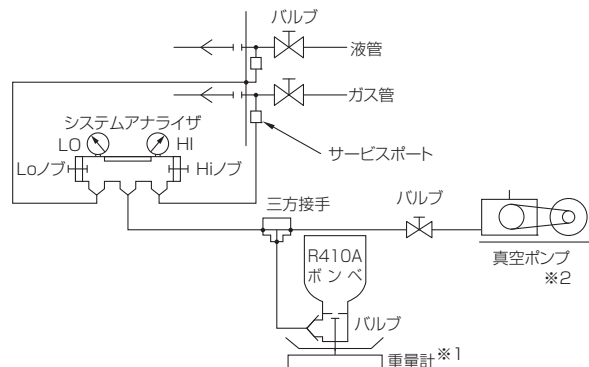 バルブ
液管
ガス管
システムアナライザ
LO
HI
Loノブ
Hiノブ
サービスポート
三方接手
バルブ
R410A
ボンベ
真空ポンプ
※2
バルブ
重量計※1